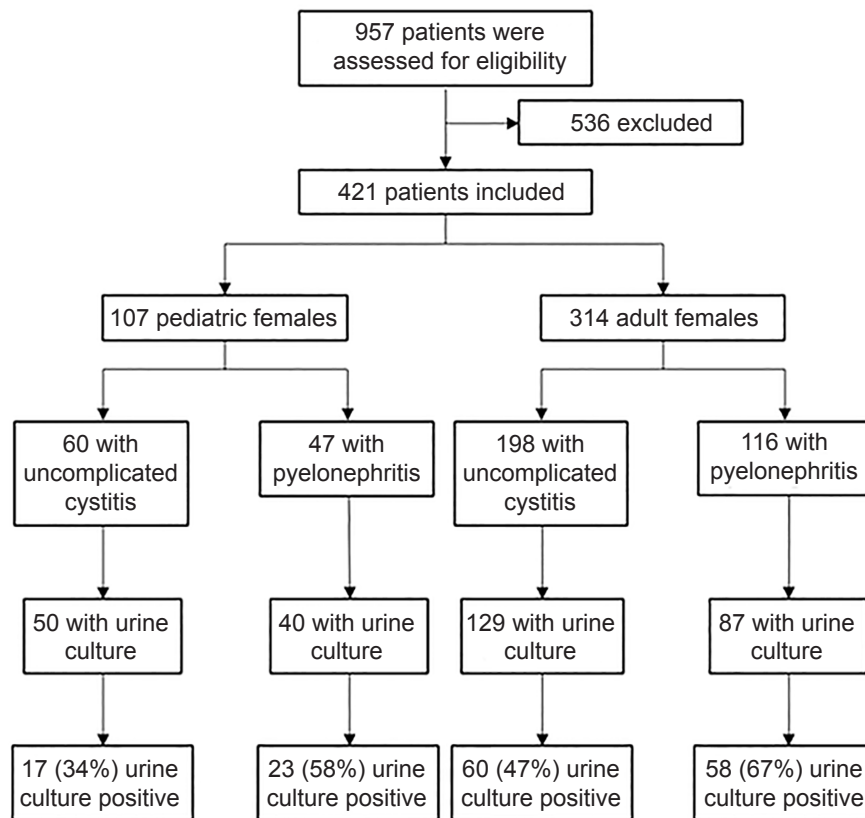 957 patients were
assessed for eligibility
536 excluded
421 patients included
107 pediatric females
314 adult females
60 with
uncomplicated
cystitis
47 with
pyelonephritis
198 with
uncomplicated
cystitis
116 with
pyelonephritis
50 with urine
culture
40 with urine
culture
129 with urine
culture
87 with urine
culture
17 (34%) urine
culture positive
23 (58%) urine
culture positive
60 (47%) urine
culture positive
58 (67%) urine
culture positive